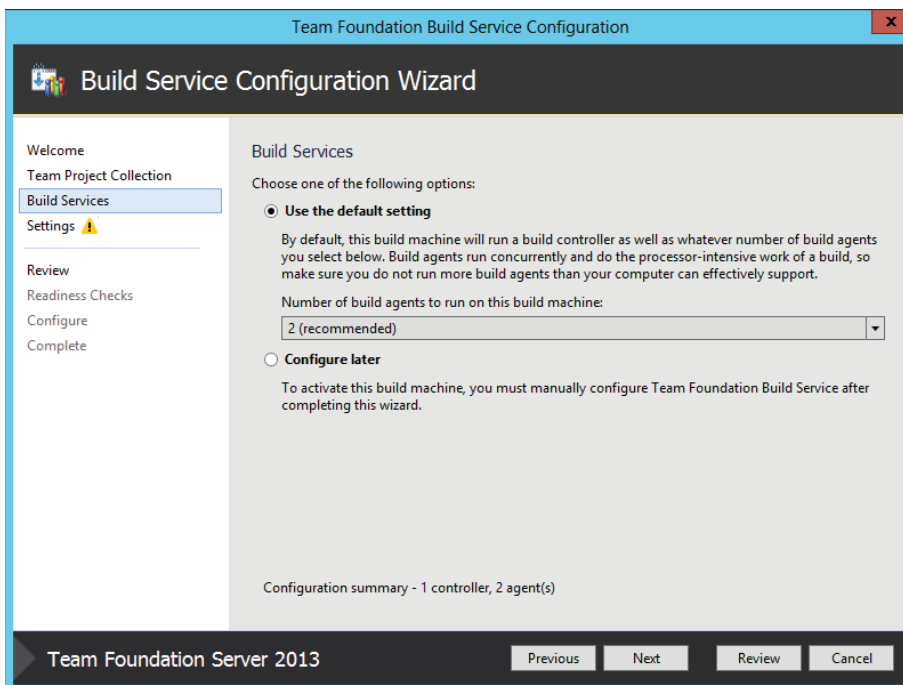 Team Foundation Build Service Configuration
x
Build Service Configuration Wizard
Welcome
Team Project Collection
Build Services
Settings
Review
Readiness Checks
Configure
Complete
Build Services
Choose one of the following options:
Use the default setting
By default, this build machine will run a build controller as well as whatever number of build agents
you select below. Build agents run concurrently and do the processor-intensive work of a build, so
make sure you do not run more build agents than your computer can effectively support.
Number of build agents to run on this build machine:
2 (recommended)
Configure later
To activate this build machine, you must manually configure Team Foundation Build Service after
completing this wizard.
Configuration summary - 1 controller, 2 agent(s)
Team Foundation Server 2013
Previous
Next
Review
Cancel